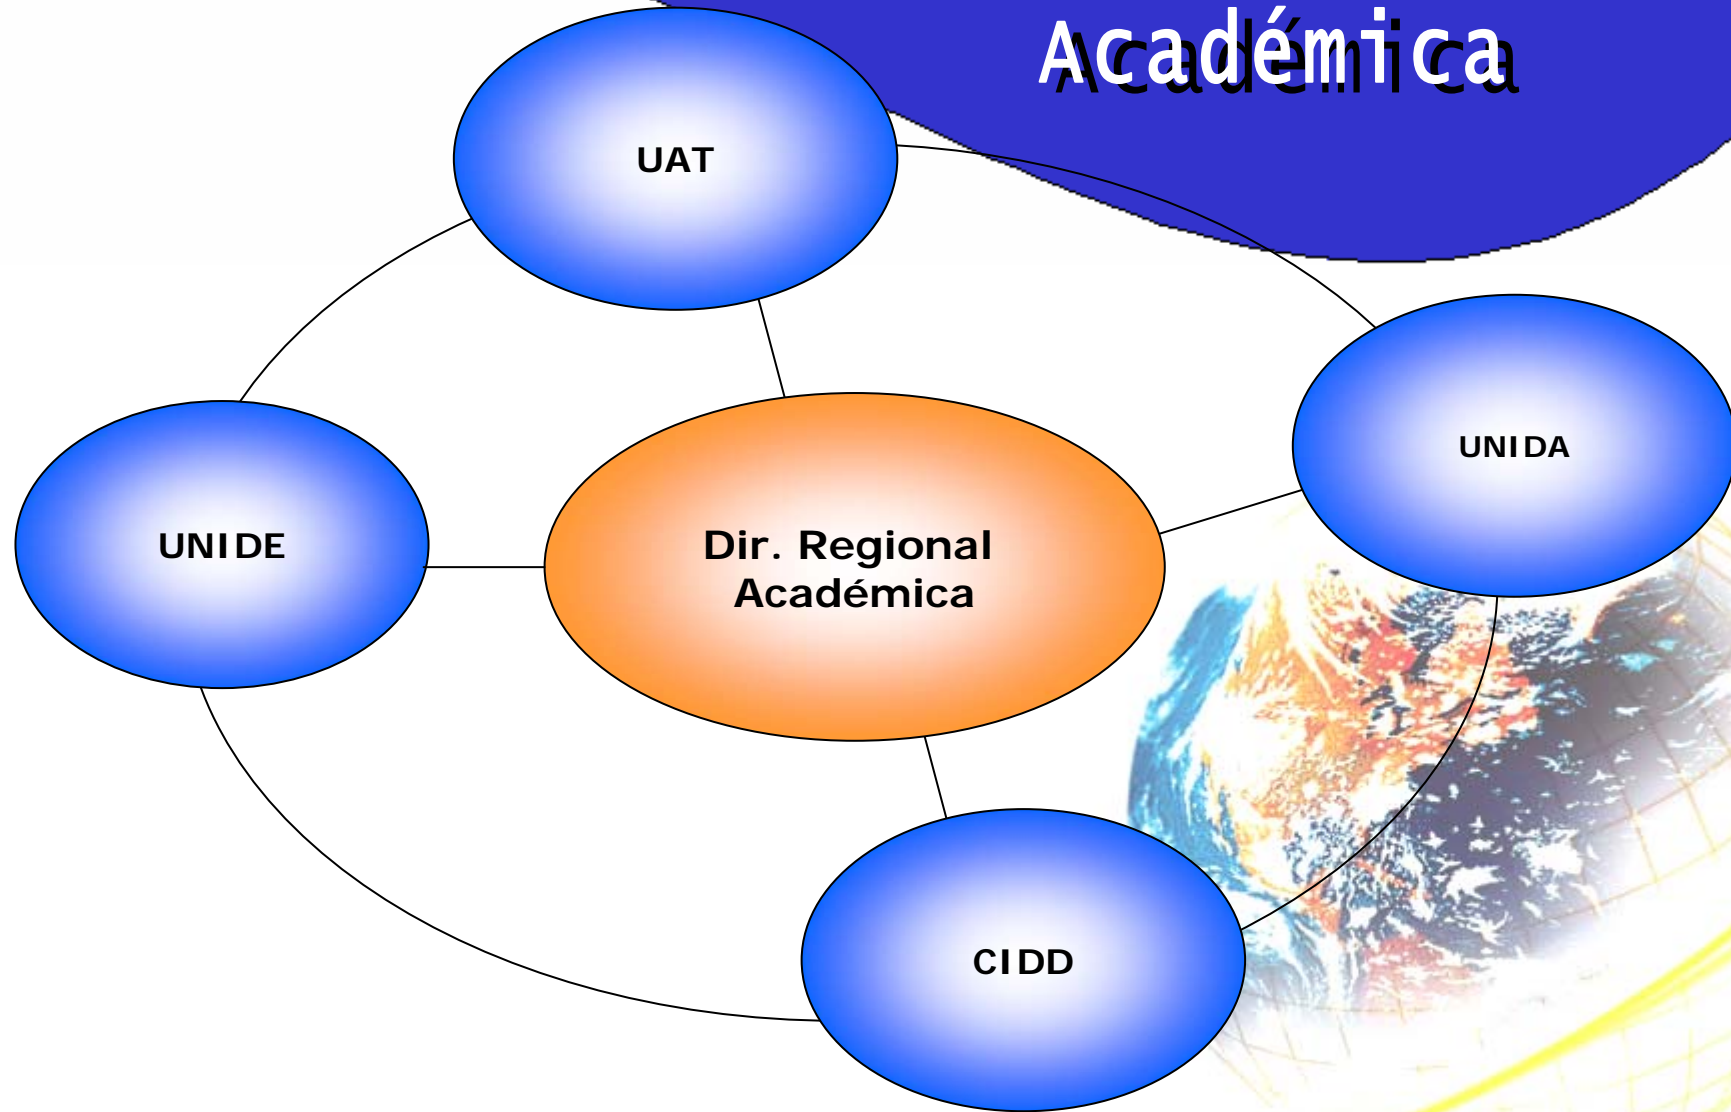 Académica
UAT
UNIDA
UNIDE
Dir. Regional
Académica
CIDD